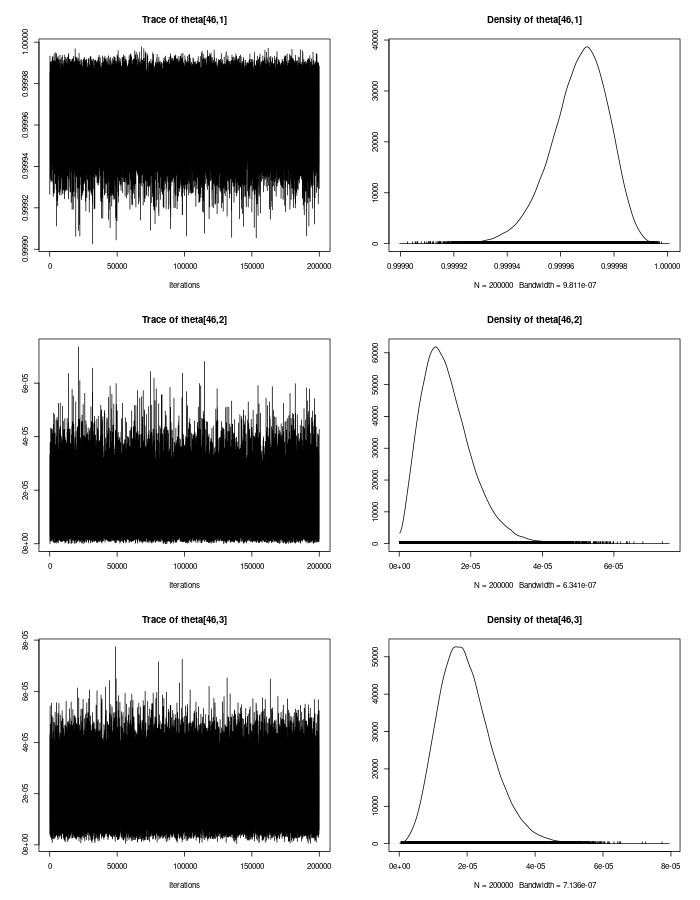 Trace of theta[46,1]
0.99990 0.99992 0.99994 0.99996 0.99998 1.00000
0 50000 100000 150000 200000
Iterations
Density of theta[46,1]
0 10000 20000 30000 40000
0.99990 0.99992 0.99994 0.99996 0.99998 1.00000
N = 200000 Bandwidth = 9.811e-07
Trace of theta[46,2]
0e+00 2e-05 4e-05 6e-05
0 50000 100000 150000 200000
Iterations
Density of theta[46,2]
0 10000 20000 30000 40000 50000 60000
0e+00 2e-05 4e-05 6e-05
N = 200000 Bandwidth = 6.341e-07
Trace of theta[46,3]
0e+00 2e-05 4e-05 6e-05 8e-05
0 50000 100000 150000 200000
Iterations
Density of theta[46,3]
0 10000 20000 30000 40000 50000
0e+00 2e-05 4e-05 6e-05 8e-05
N = 200000 Bandwidth = 7.136e-07